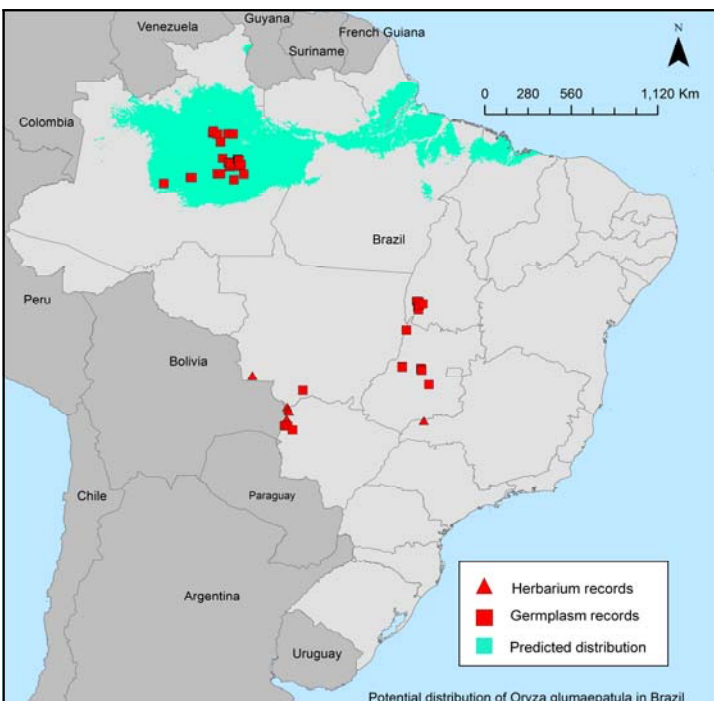 Guyana
Venezuela
French Guiana
Suriname
N
0 280 560 1,120 Km
Colombia
Brazil
Peru
Bolivia
Chile
Paraguay
Argentina
Uruguay
Herbarium records
Germplasm records
Predicted distribution
Potential distribution of Oryza glumaepatula in Brazil